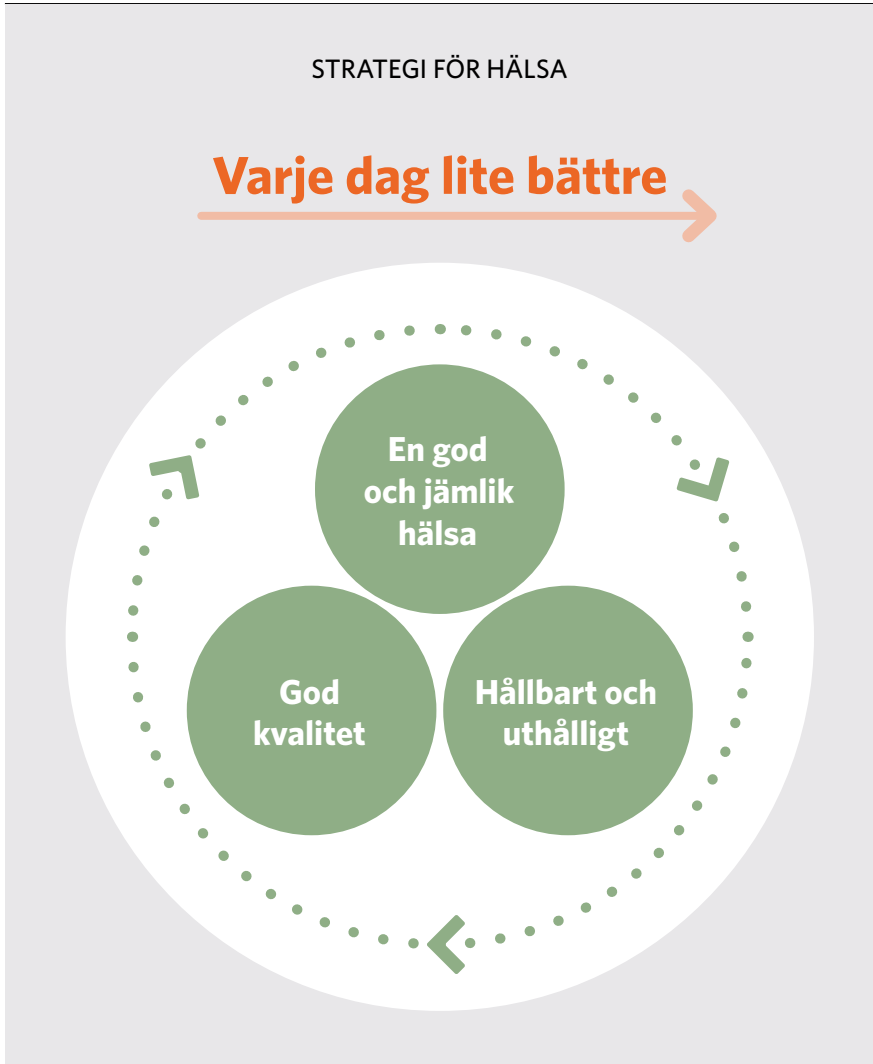 STRATEGI FÖR HÄLSA
Varje dag lite bättre
En god
och jämlik
hälsa
God
kvalitet
Hållbart och
uthålligt